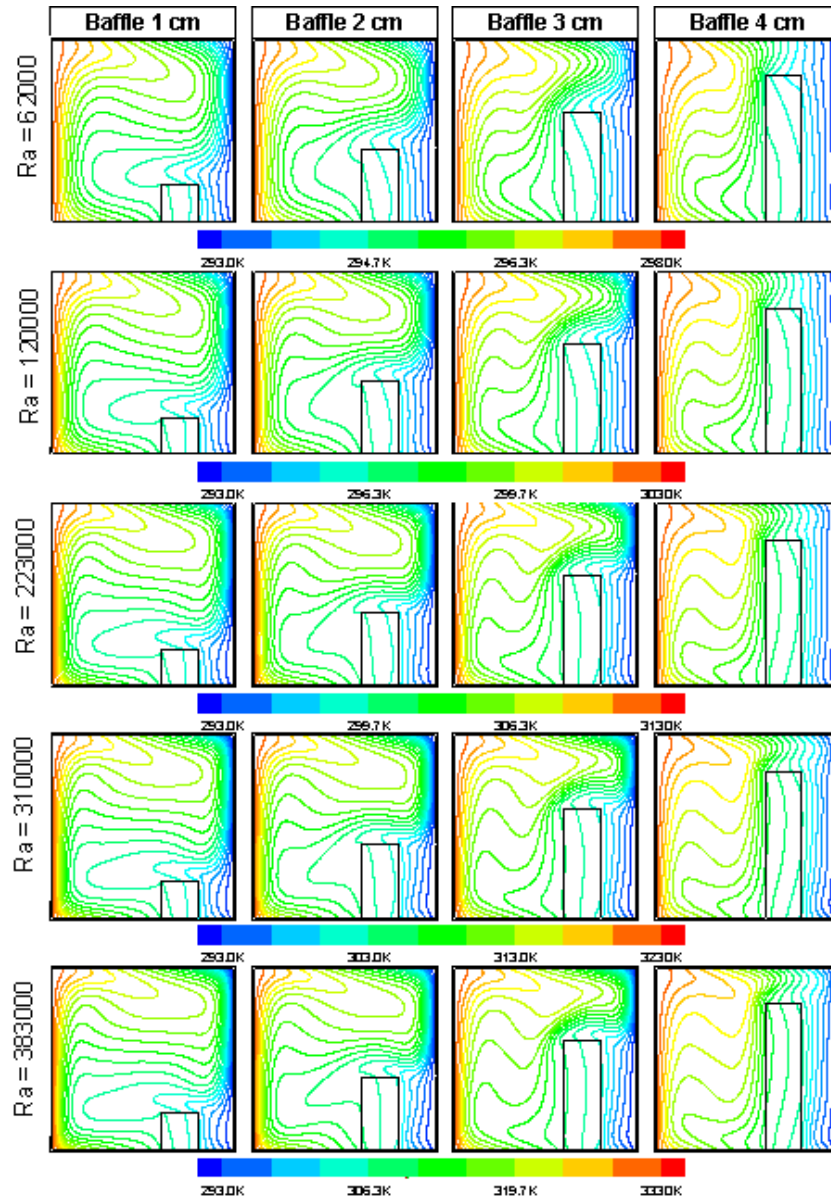 Baffle 1 cm Baffle 2 cm Baffle 3 cm Baffle 4 cm
Ra = 62000
293.0K 294.7K 296.3K 298.0K
Ra = 120000
293.0K 296.3K 299.7K 303.0K
Ra = 223000
293.0K 299.7K 306.3K 313.0K
Ra = 310000
293.0K 303.0K 313.0K 323.0K
Ra = 383000
293.0K 306.3K 319.7K 333.0K